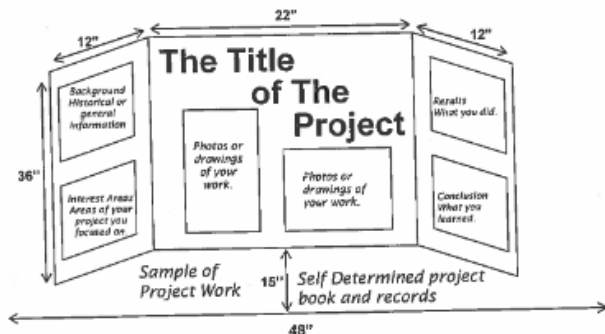 22"
12"
12"
The Title
of The
Project
Background
Historical or
general
Information
Interest Areas
Areas of your
project you
focused on
Photos or
drawings
of your
work.
Photos or
drawings of
your work.
Results
What you did.
Conclusion
What you
learned.
36"
Sample of
Project Work
15"
Self Determined project
book and records
48"